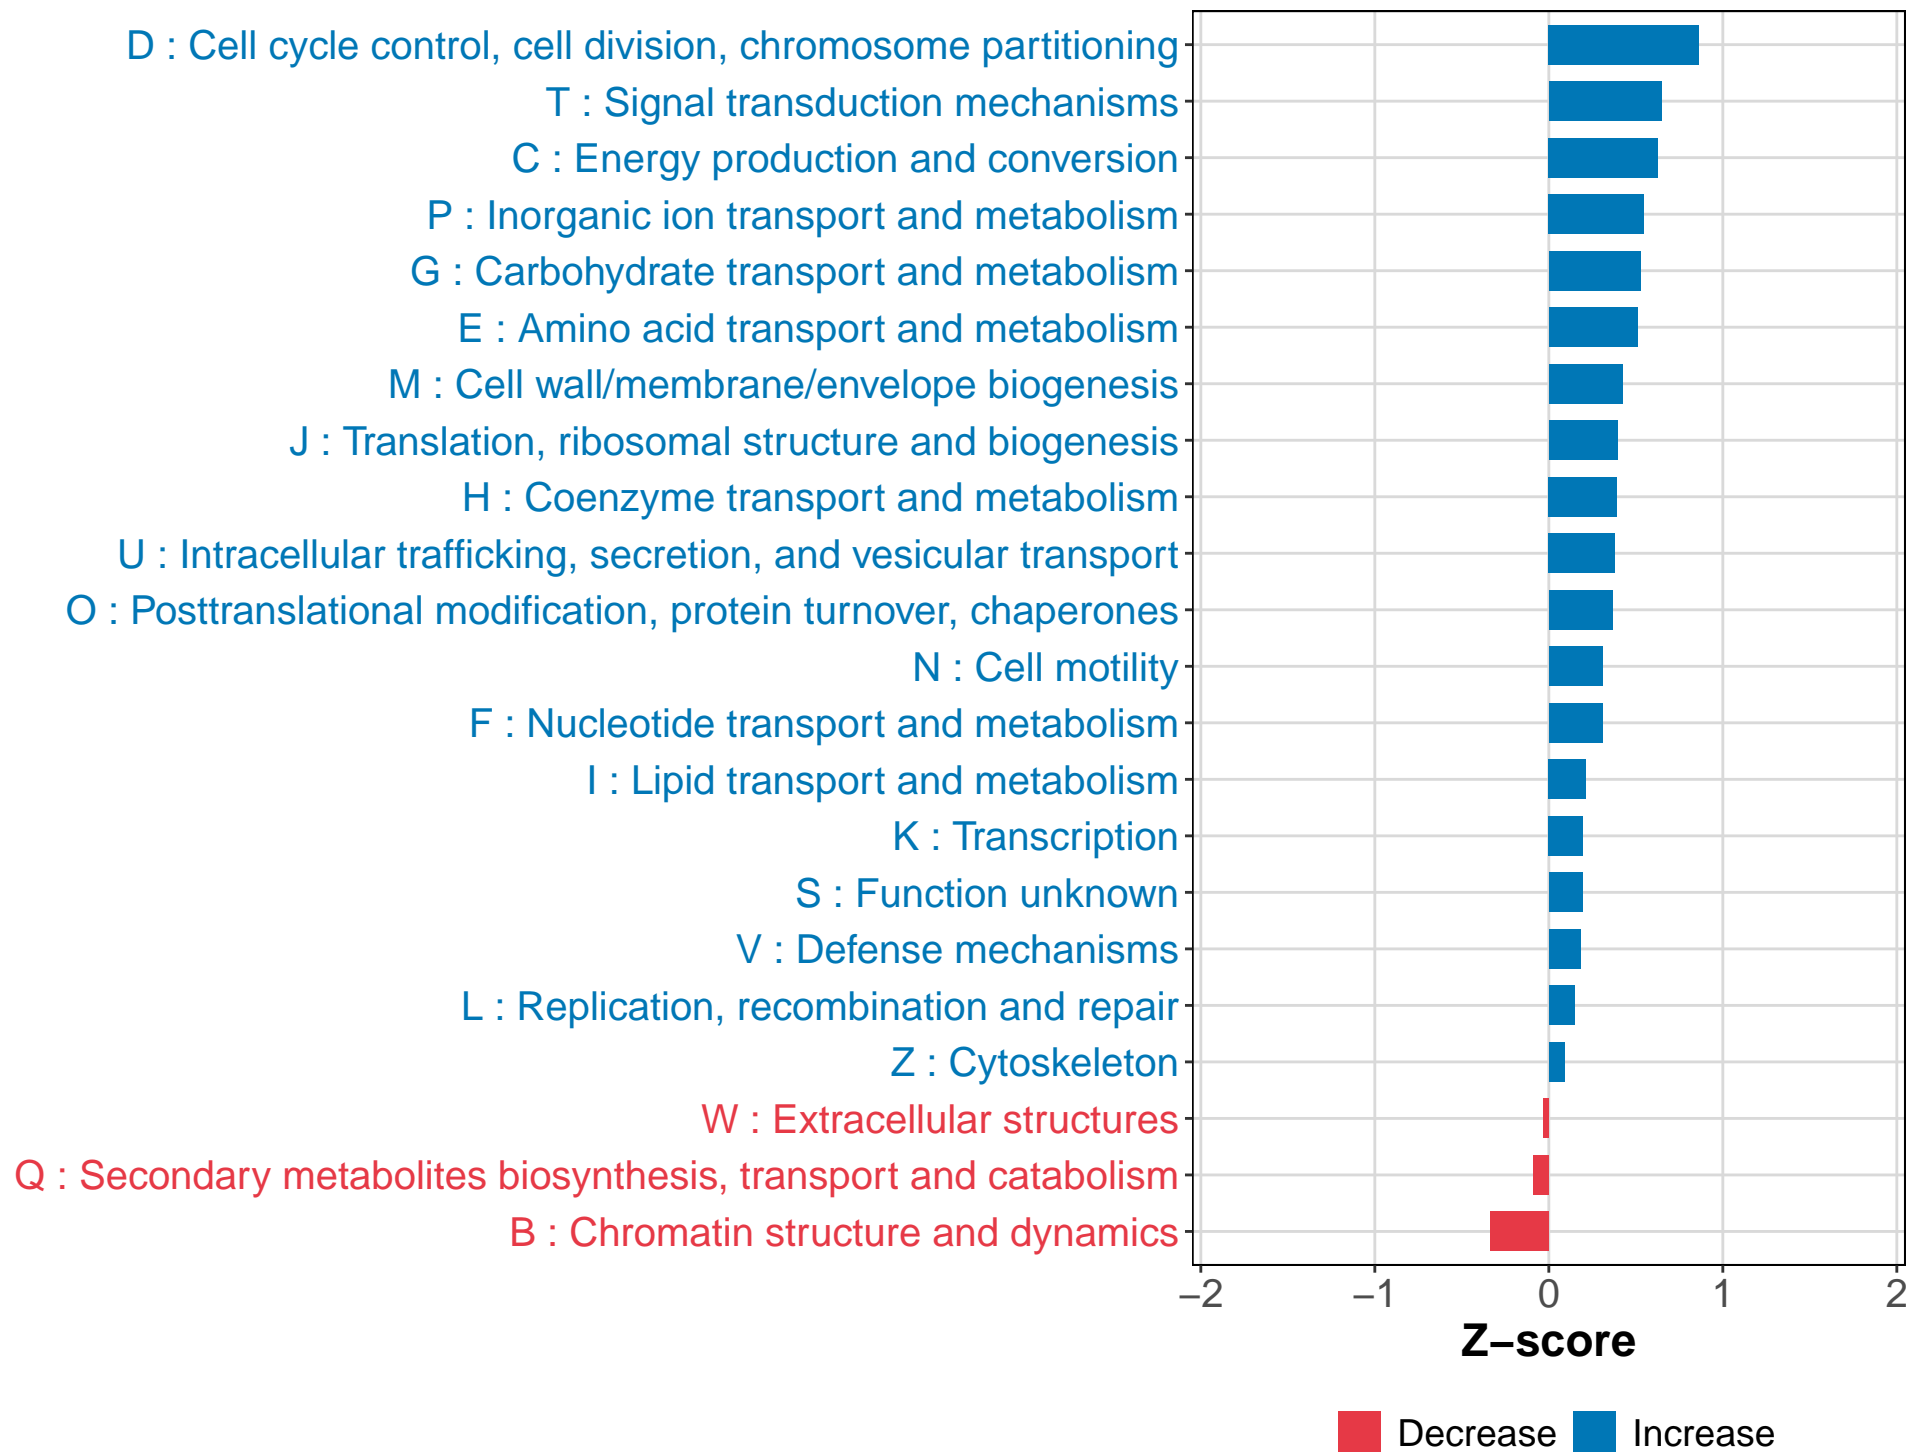 D : Cell cycle control, cell division, chromosome partitioning
T : Signal transduction mechanisms
C : Energy production and conversion
P : Inorganic ion transport and metabolism
G : Carbohydrate transport and metabolism
E : Amino acid transport and metabolism
M : Cell wall/membrane/envelope biogenesis
J : Translation, ribosomal structure and biogenesis
H : Coenzyme transport and metabolism
U : Intracellular trafficking, secretion, and vesicular transport
O : Posttranslational modification, protein turnover, chaperones
N : Cell motility
F : Nucleotide transport and metabolism
I : Lipid transport and metabolism
K : Transcription
S : Function unknown
V : Defense mechanisms
L : Replication, recombination and repair
Z : Cytoskeleton
W : Extracellular structures
Q : Secondary metabolites biosynthesis, transport and catabolism
B : Chromatin structure and dynamics
−2 −1 0 1 2
Z−score
Decrease Increase